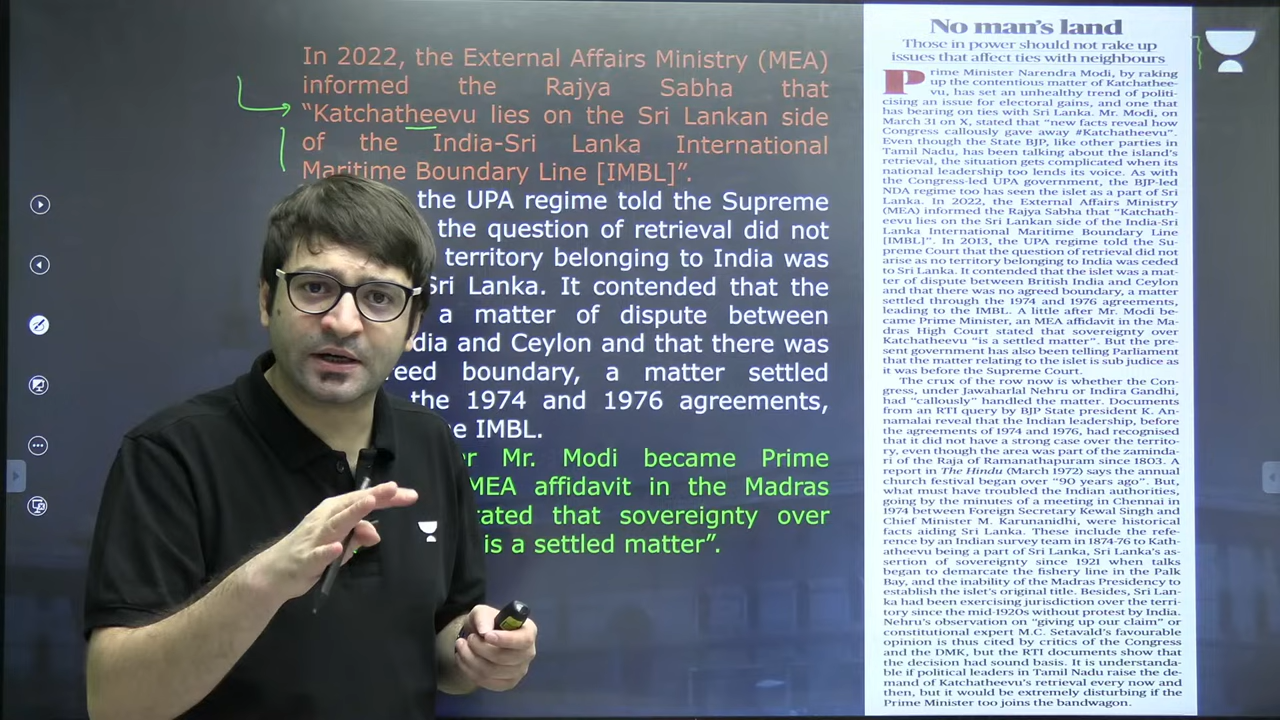 In 2022, the External Affairs Ministry (MEA)
informed the Rajya Sabha that
“Katchatheevu lies on the Sri Lankan side
of the India-Sri Lanka International
Maritime Boundary Line [IMBL]”.
the UPA regime told the Supreme
the question of retrieval did not
territory belonging to India was
Sri Lanka. It contended that the
a matter of dispute between
dia and Ceylon and that there was
reed boundary, a matter settled
the 1974 and 1976 agreements,
e IMBL.
er Mr. Modi became Prime
MEA affidavit in the Madras
rated that sovereignty over
is a settled matter”.
No man’s land
Those in power should not rake up
issues that affect ties with neighbours
Prime Minister Narendra Modi, by raking
up the contentious matter of Katchathee-
vu, has set an unhealthy trend of politi-
cising an issue for electoral gains, and one that
has bearing on ties with Sri Lanka. Mr. Modi, on
March 31 on X, stated that “new facts reveal how
Congress callously gave away #Katchatheevu”.
Even though the State BJP, like other parties in
Tamil Nadu, has been talking about the island’s
retrieval, the situation gets complicated when its
national leadership too lends its voice. As with
the Congress-led UPA government, the BJP-led
NDA regime too has seen the islet as a part of Sri
Lanka. In 2022, the External Affairs Ministry
(MEA) informed the Rajya Sabha that “Katchath-
eevu lies on the Sri Lankan side of the India-Sri
Lanka International Maritime Boundary Line
[IMBL]”. In 2013, the UPA regime told the Su-
preme Court that the question of retrieval did not
arise as no territory belonging to India was ceded
to Sri Lanka. It contended that the islet was a mat-
ter of dispute between British India and Ceylon
and that there was no agreed boundary, a matter
settled through the 1974 and 1976 agreements,
leading to the IMBL. A little after Mr. Modi be-
came Prime Minister, an MEA affidavit in the Ma-
dras High Court stated that sovereignty over
Katchatheevu “is a settled matter”. But the pre-
sent government has also been telling Parliament
that the matter relating to the islet is sub judice as
it was before the Supreme Court.
The crux of the row now is whether the Con-
gress, under Jawaharlal Nehru or Indira Gandhi,
had “callously” handled the matter. Documents
from an RTI query by BJP State president K. An-
namalai reveal that the Indian leadership, before
the agreements of 1974 and 1976, had recognised
that it did not have a strong case over the territo-
ry, even though the area was part of the zaminda-
ri of the Raja of Ramanathapuram since 1803. A
report in The Hindu (March 1972) says the annual
church festival began over “90 years ago”. But,
what must have troubled the Indian authorities,
going by the minutes of a meeting in Chennai in
1974 between Foreign Secretary Kewal Singh and
Chief Minister M. Karunanidhi, were historical
facts aiding Sri Lanka. These include the refe-
rence by an Indian survey team in 1874-76 to Kath-
atheevu being a part of Sri Lanka, Sri Lanka’s as-
sertion of sovereignty since 1921 when talks
began to demarcate the fishery line in the Palk
Bay, and the inability of the Madras Presidency to
establish the islet’s original title. Besides, Sri Lan-
ka had been exercising jurisdiction over the terri-
tory since the mid-1920s without protest by India.
Nehru’s observation on “giving up our claim” or
constitutional expert M.C. Setavald’s favourable
opinion is thus cited by critics of the Congress
and the DMK, but the RTI documents show that
the decision had sound basis. It is understanda-
ble if political leaders in Tamil Nadu raise the de-
mand of Katchatheevu’s retrieval every now and
then, but it would be extremely disturbing if the
Prime Minister too joins the bandwagon.